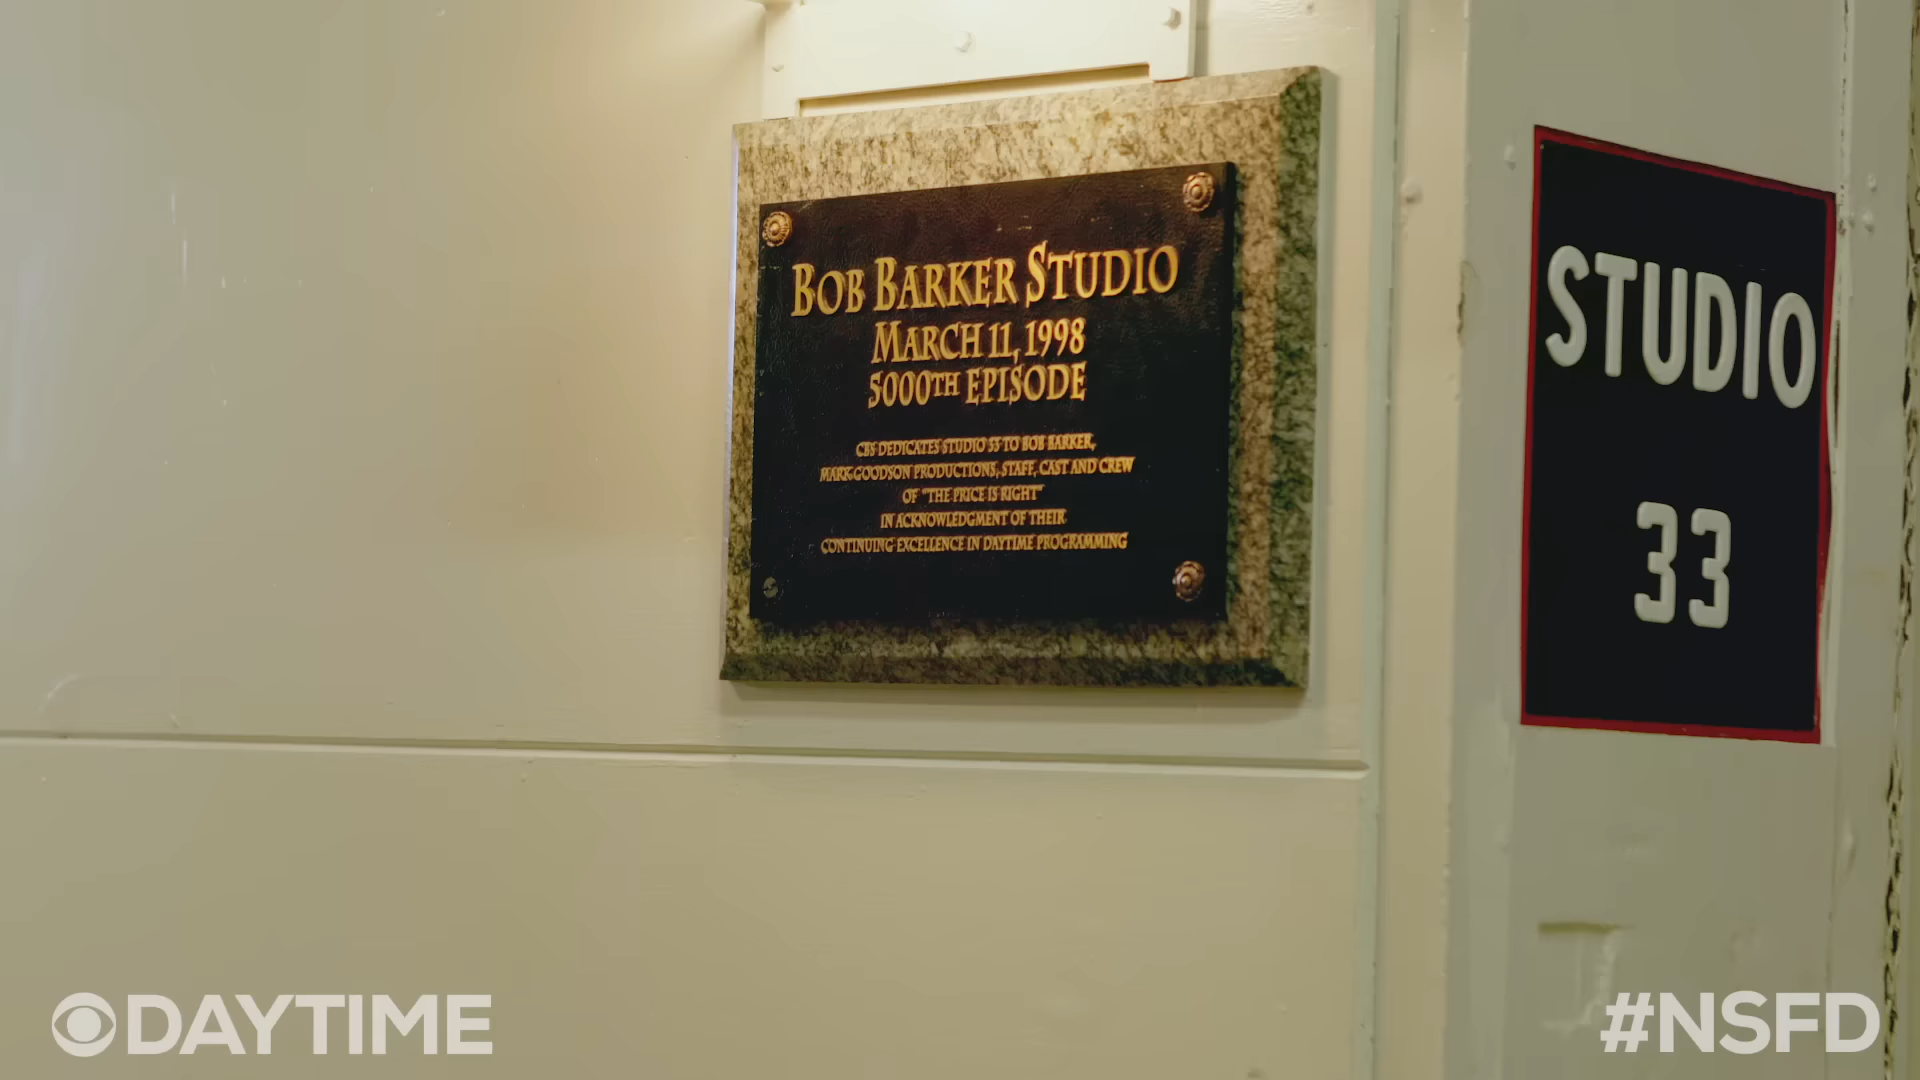 BOB BARKER STUDIO
MARCH 11, 1998
5000TH EPISODE
CBS DEDICATES STUDIO 33 TO BOB BARKER,
MARK GOODSON PRODUCTIONS, STAFF, CAST AND CREW
OF "THE PRICE IS RIGHT"
IN ACKNOWLEDGMENT OF THEIR
CONTINUING EXCELLENCE IN DAYTIME PROGRAMMING
STUDIO
33
DAYTIME
#NSFD